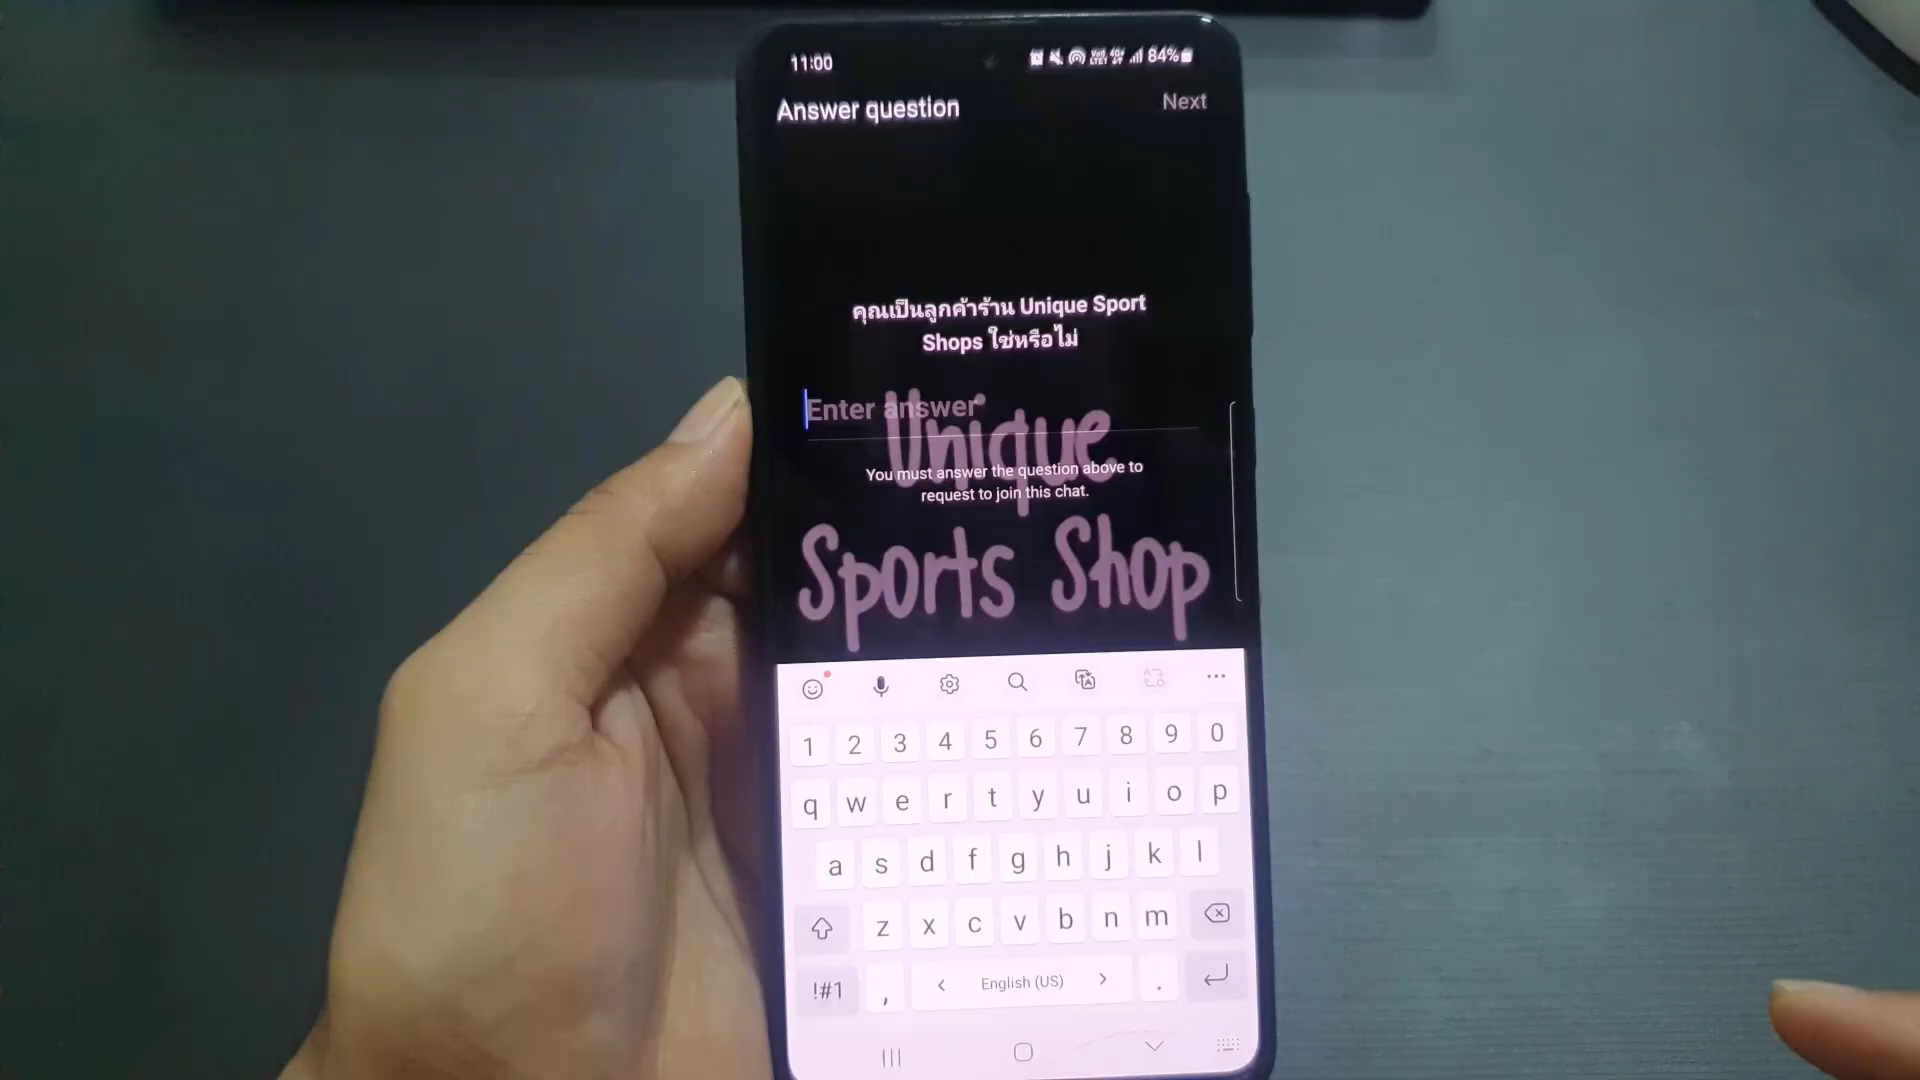 11:00
84%
Answer question
Next
คุณเป็นลูกค้าร้าน Unique Sport
Shops ใช่หรือไม่
Enter answer
Unique
You must answer the question above to
request to join this chat.
Sports Shop
1 2 3 4 5 6 7 8 9 0
q w e r t y u i o p
a s d f g h j k l
z x c v b n m
!#1 , < English (US) > .